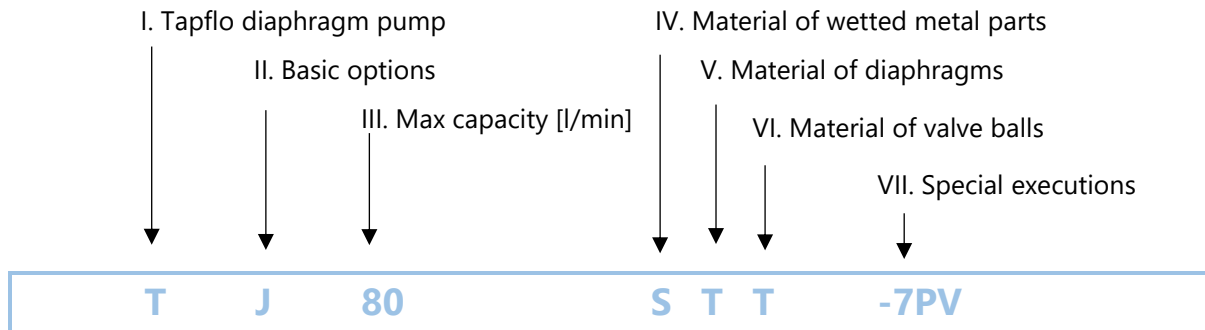 I. Tapflo diaphragm pump IV. Material of wetted metal parts
II. Basic options V. Material of diaphragms
III. Max capacity [l/min] VI. Material of valve balls
VII. Special executions
T J 80 S T T -7PV